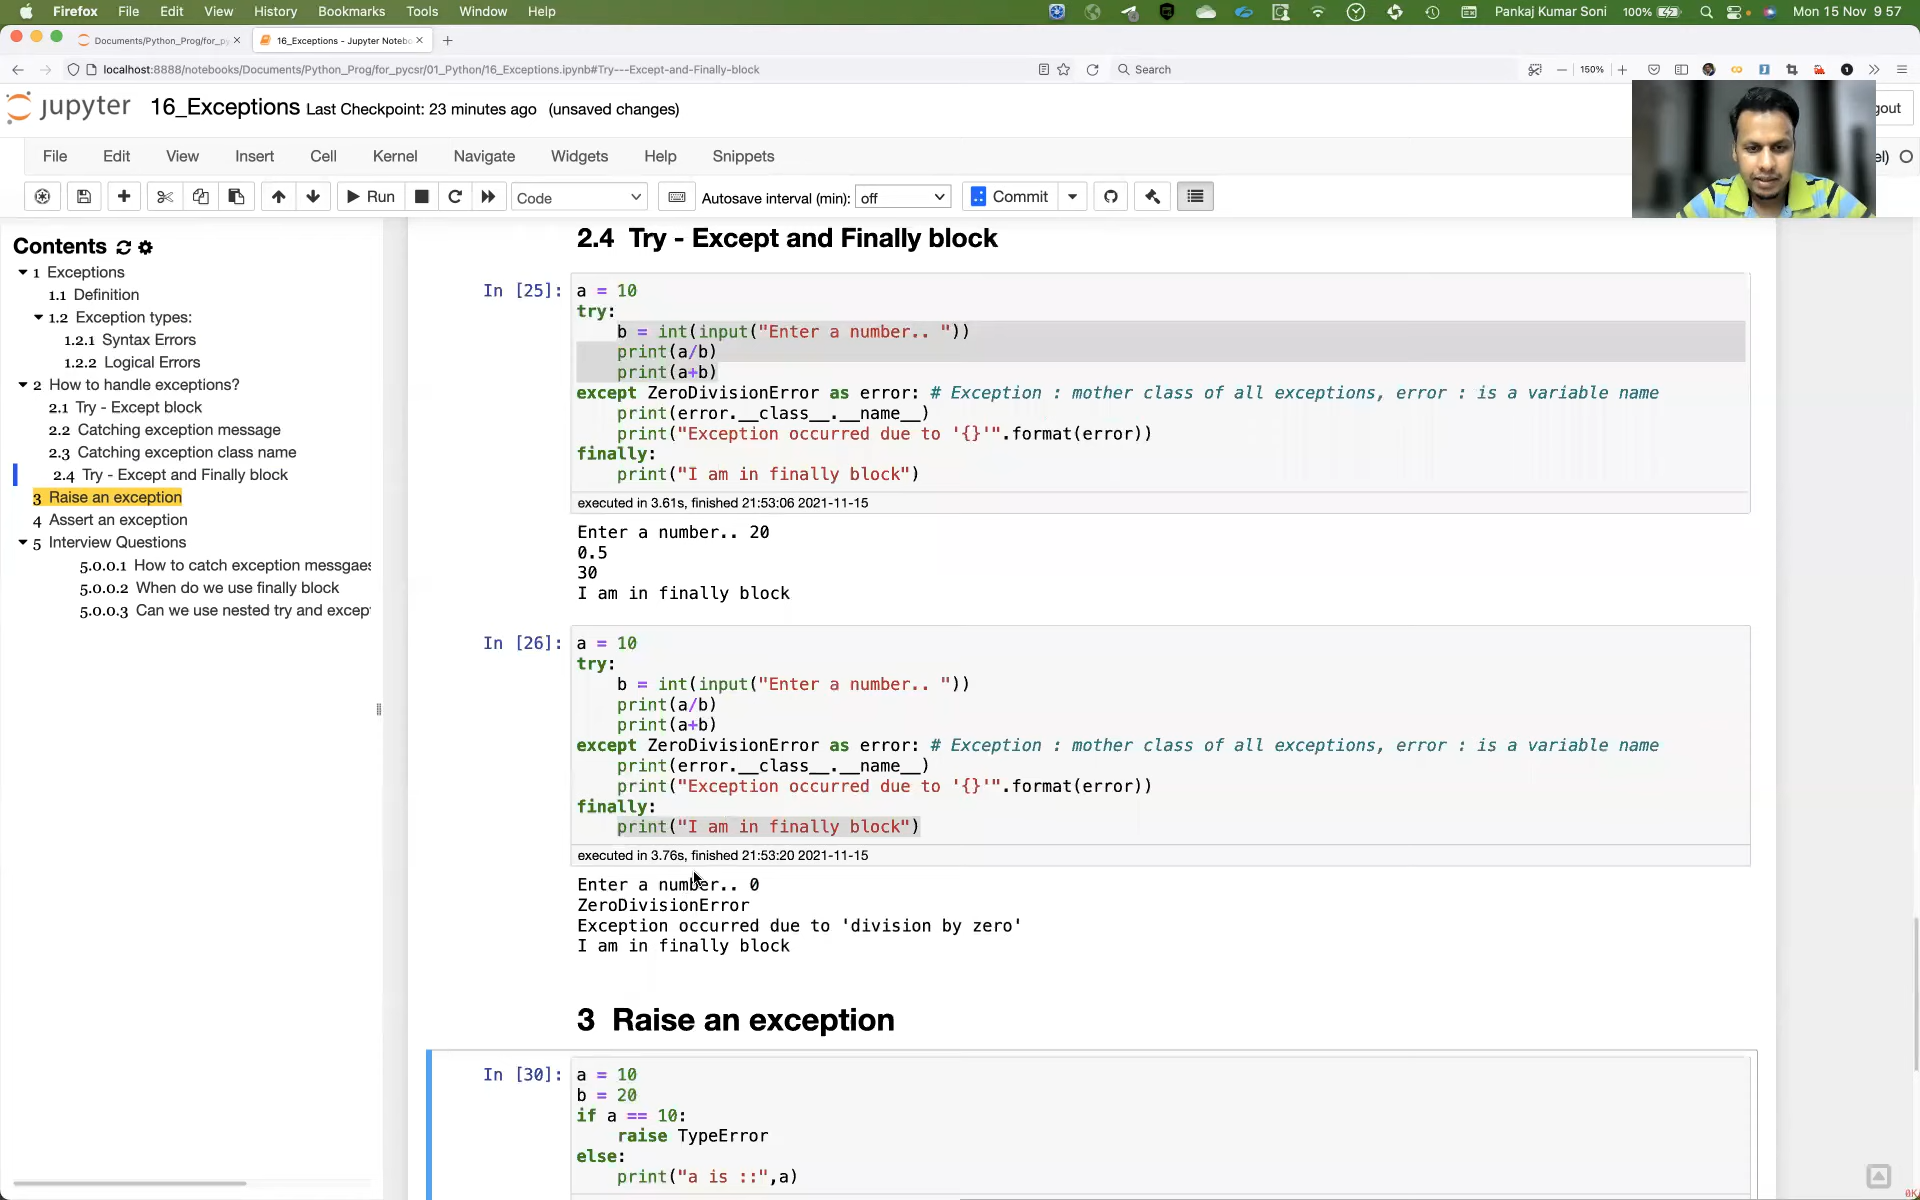 Firefox File Edit View History Bookmarks Tools Window Help Pankaj Kumar Soni 100% Mon 15 Nov 9 57
Documents/Python_Prog/for_py 16_Exceptions - Jupyter Notebo
localhost:8888/notebooks/Documents/Python_Prog/for_pycsr/01_Python/16_Exceptions.ipynb#Try---Except-and-Finally-block Search 150%
jupyter 16_Exceptions Last Checkpoint: 23 minutes ago (unsaved changes) gout
File Edit View Insert Cell Kernel Navigate Widgets Help Snippets el)
Run Code Autosave interval (min): off Commit
Contents
1 Exceptions
1.1 Definition
1.2 Exception types:
1.2.1 Syntax Errors
1.2.2 Logical Errors
2 How to handle exceptions?
2.1 Try - Except block
2.2 Catching exception message
2.3 Catching exception class name
2.4 Try - Except and Finally block
3 Raise an exception
4 Assert an exception
5 Interview Questions
5.0.0.1 How to catch exception messgaes
5.0.0.2 When do we use finally block
5.0.0.3 Can we use nested try and excep
2.4 Try - Except and Finally block
In [25]: a = 10
try:
b = int(input("Enter a number.. "))
print(a/b)
print(a+b)
except ZeroDivisionError as error: # Exception : mother class of all exceptions, error : is a variable name
print(error.__class__.__name__)
print("Exception occurred due to '{}'".format(error))
finally:
print("I am in finally block")
executed in 3.61s, finished 21:53:06 2021-11-15
Enter a number.. 20
0.5
30
I am in finally block
In [26]: a = 10
try:
b = int(input("Enter a number.. "))
print(a/b)
print(a+b)
except ZeroDivisionError as error: # Exception : mother class of all exceptions, error : is a variable name
print(error.__class__.__name__)
print("Exception occurred due to '{}'".format(error))
finally:
print("I am in finally block")
executed in 3.76s, finished 21:53:20 2021-11-15
Enter a number.. 0
ZeroDivisionError
Exception occurred due to 'division by zero'
I am in finally block
3 Raise an exception
In [30]: a = 10
b = 20
if a == 10:
raise TypeError
else:
print("a is ::",a)